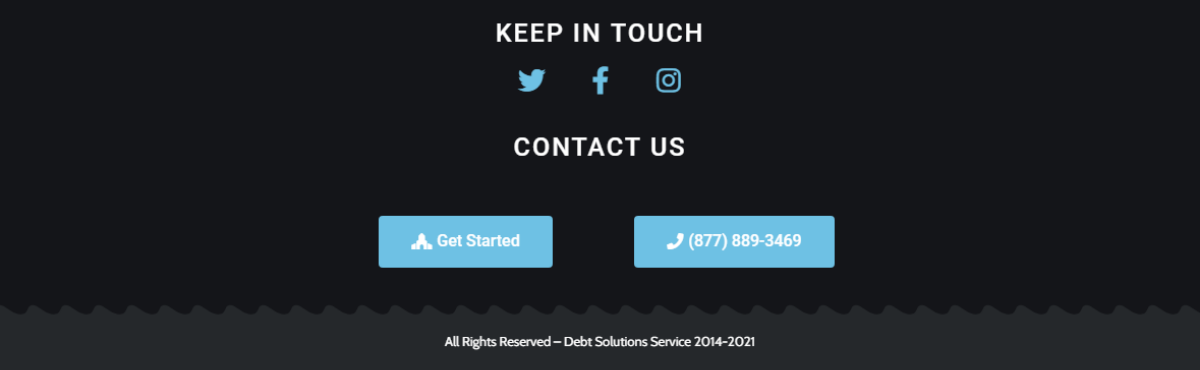 KEEP IN TOUCH
CONTACT US
Get Started
(877) 889-3469
All Rights Reserved – Debt Solutions Service 2014-2021